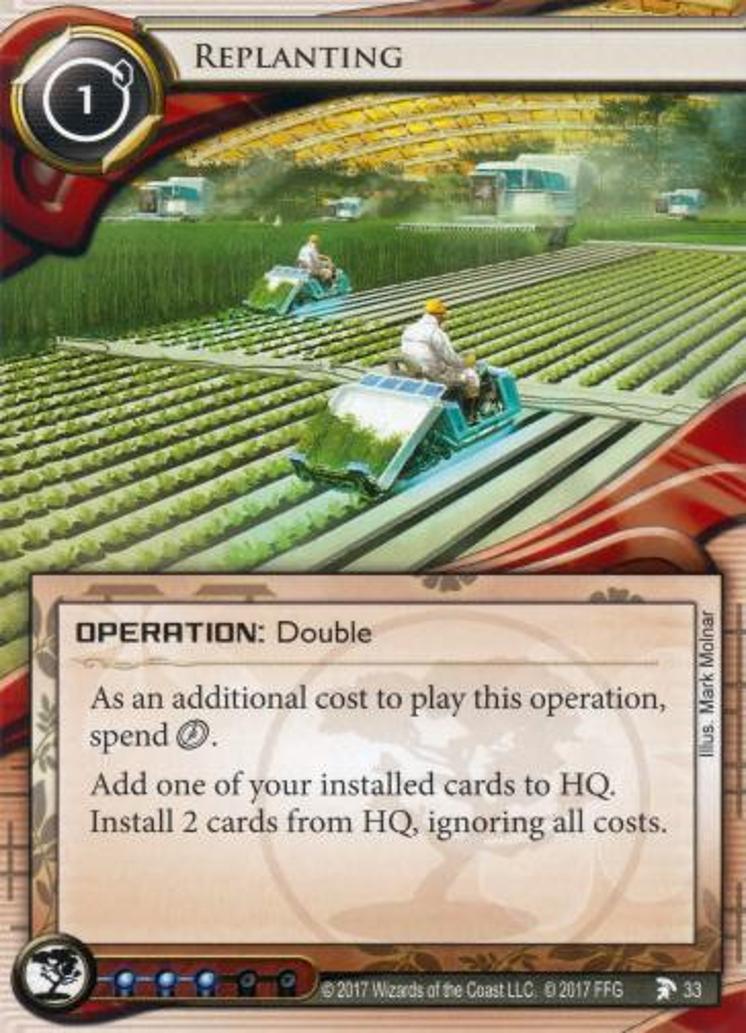 1
REPLANTING
OPERATION: Double
As an additional cost to play this operation,
spend .
Add one of your installed cards to HQ.
Install 2 cards from HQ, ignoring all costs.
Illus. Mark Molnar
© 2017 Wizards of the Coast LLC. © 2017 FFG
33